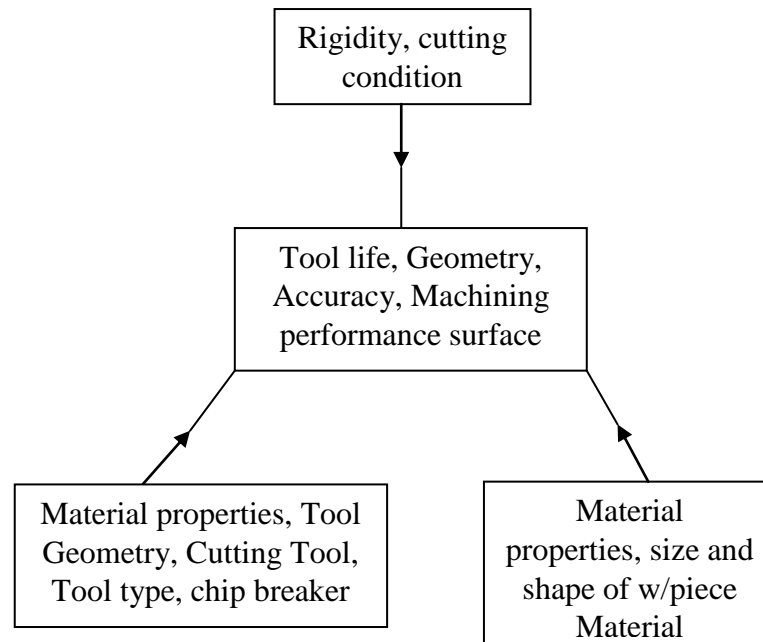 Rigidity, cutting
condition
Tool life, Geometry,
Accuracy, Machining
performance surface
Material properties, Tool
Geometry, Cutting Tool,
Tool type, chip breaker
Material
properties, size and
shape of w/piece
Material